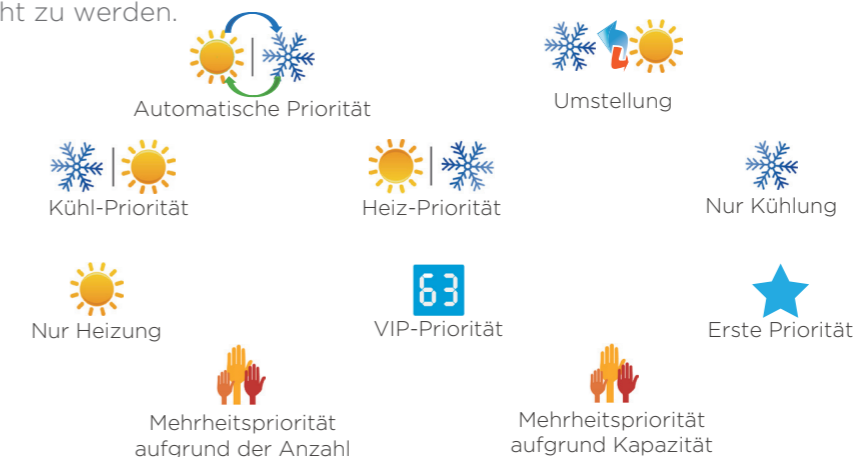 ht zu werden.
Automatische Priorität
Umstellung
Kühl-Priorität
Heiz-Priorität
Nur Kühlung
63
Nur Heizung
VIP-Priorität
Erste Priorität
Mehrheitspriorität
aufgrund der Anzahl
Mehrheitspriorität
aufgrund Kapazität